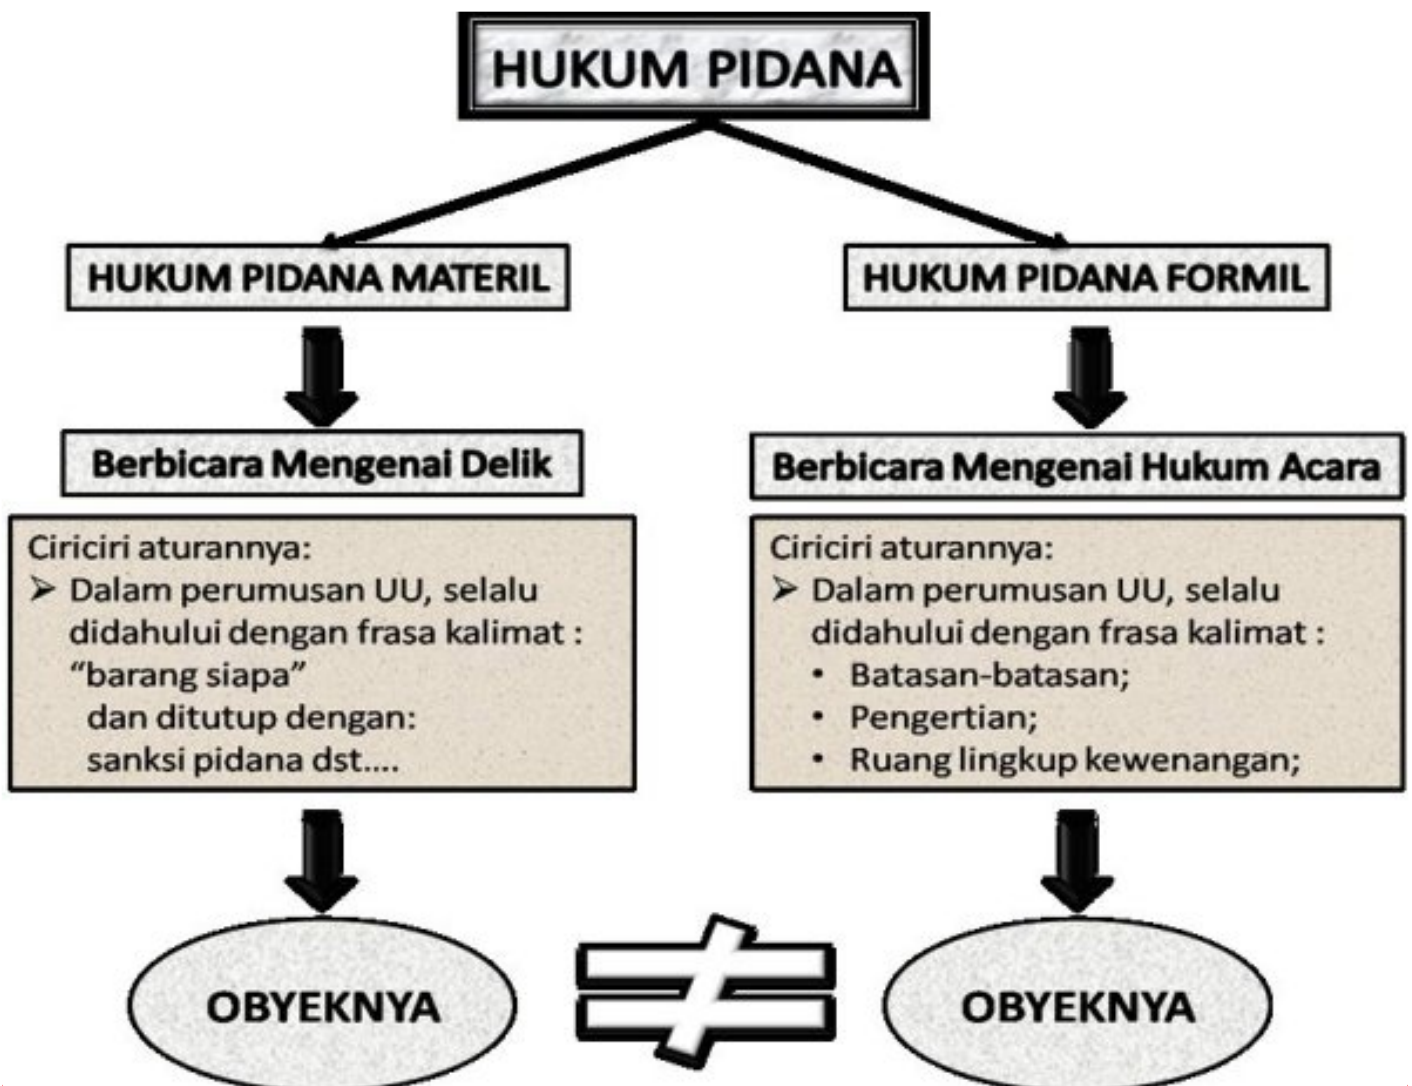 HUKUM PIDANA
HUKUM PIDANA MATERIL
Berbicara Mengenai Delik
Ciriciri aturannya:
➤ Dalam perumusan UU, selalu
didahului dengan frasa kalimat :
“barang siapa”
dan ditutup dengan:
sanksi pidana dst....
OBYEKNYA
≠
HUKUM PIDANA FORMIL
Berbicara Mengenai Hukum Acara
Ciriciri aturannya:
➤ Dalam perumusan UU, selalu
didahului dengan frasa kalimat :
• Batasan-batasan;
• Pengertian;
• Ruang lingkup kewenangan;
OBYEKNYA